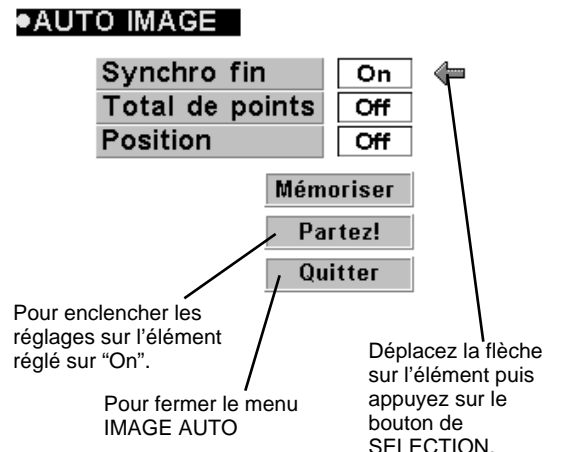 ●AUTO IMAGE
Synchro fin On
Total de points Off
Position Off
Mémoriser
Partez!
Quitter
Pour enclencher les
réglages sur l'élément
réglé sur “On”.
Pour fermer le menu
IMAGE AUTO
Déplacez la flèche
sur l'élément puis
appuyez sur le
bouton de
SELECTION.